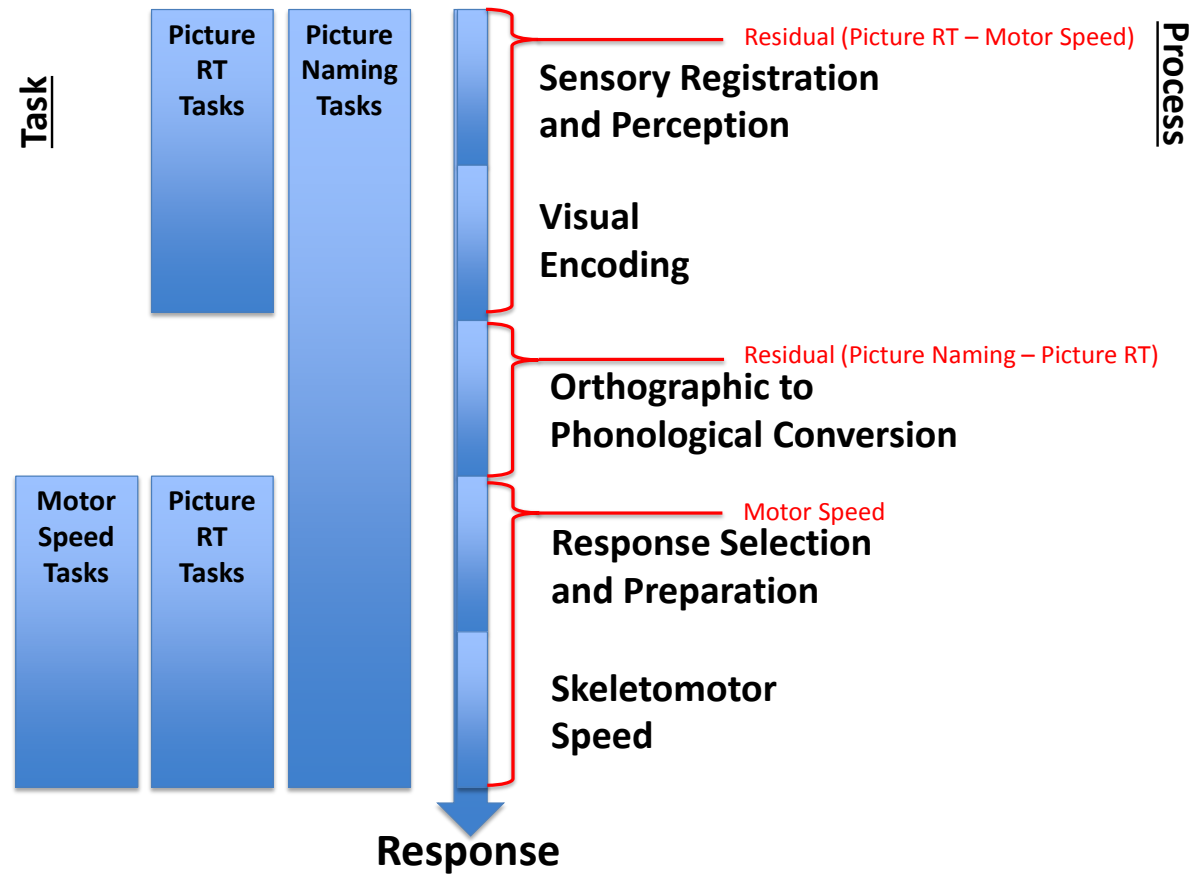 Task
Picture
RT
Tasks
Picture
Naming
Tasks
Residual (Picture RT – Motor Speed)
Process
Sensory Registration
and Perception
Visual
Encoding
Residual (Picture Naming – Picture RT)
Orthographic to
Phonological Conversion
Motor
Speed
Tasks
Picture
RT
Tasks
Motor Speed
Response Selection
and Preparation
Skeletomotor
Speed
Response